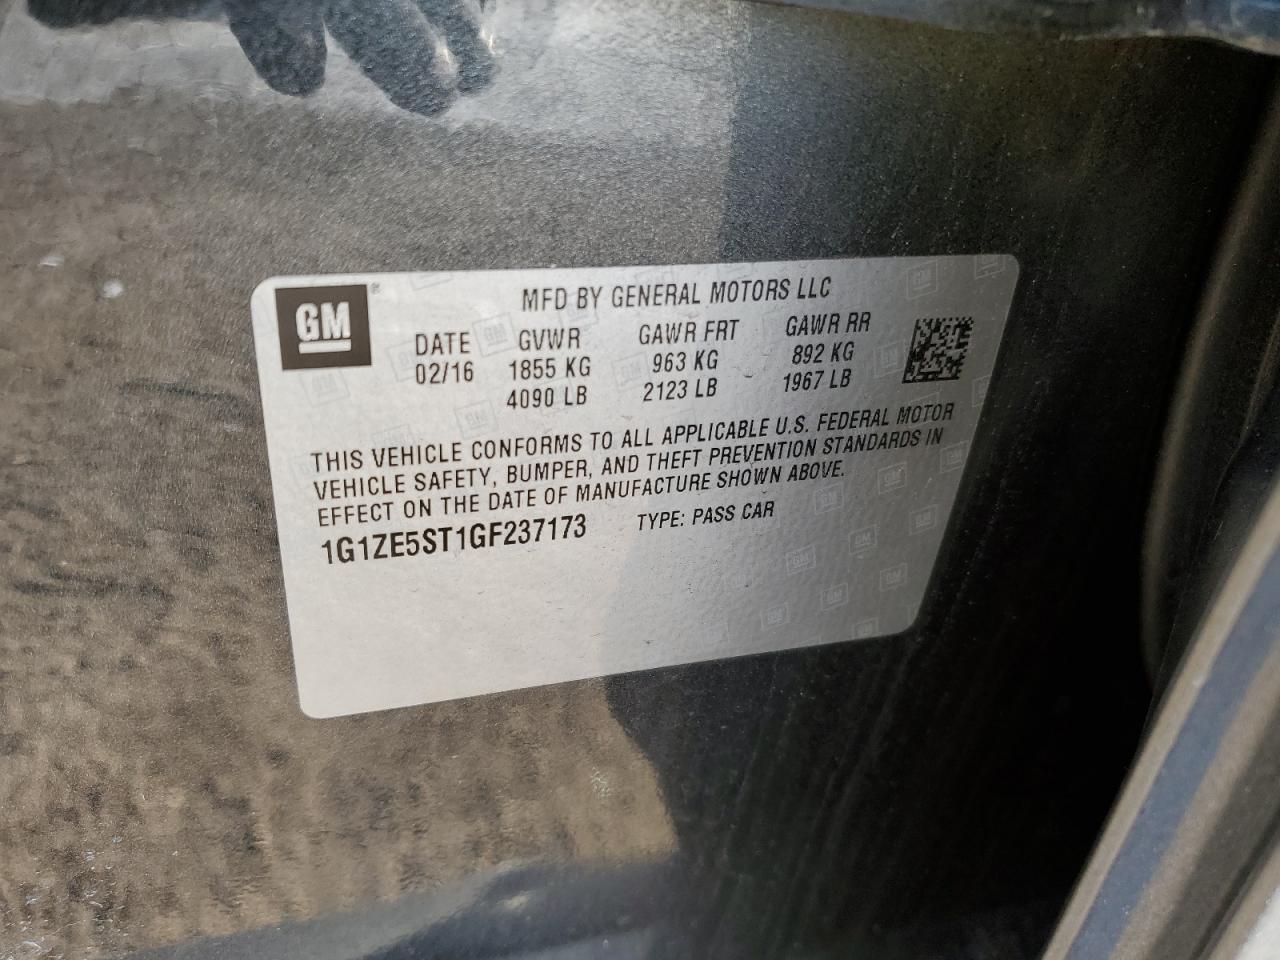 GM®
MFD BY GENERAL MOTORS LLC
DATE GVWR GAWR FRT GAWR RR
02/16 1855 KG 963 KG 892 KG
4090 LB 2123 LB 1967 LB
THIS VEHICLE CONFORMS TO ALL APPLICABLE U.S. FEDERAL MOTOR
VEHICLE SAFETY, BUMPER, AND THEFT PREVENTION STANDARDS IN
EFFECT ON THE DATE OF MANUFACTURE SHOWN ABOVE.
1G1ZE5ST1GF237173 TYPE: PASS CAR